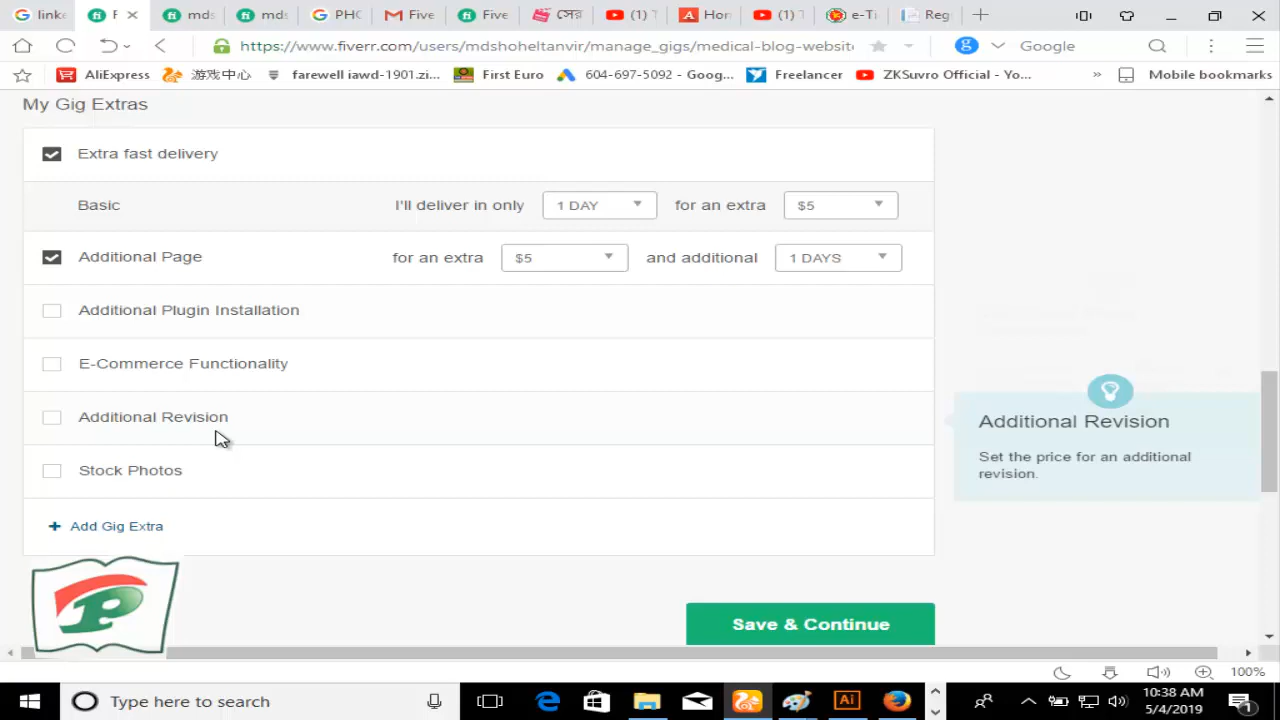 linke
F
mds
mds
PHC
Five
Five
সের
(1) T
Hor
(1)
e-Ti
Reg
https://www.fiverr.com/users/mdshoheltanvir/manage_gigs/medical-blog-website
Google
AliExpress
游戏中心
farewell iawd-1901.zi...
First Euro
604-697-5092 - Goog...
Freelancer
ZKSuvro Official - Yo...
»
Mobile bookmarks
My Gig Extras
Extra fast delivery
Basic I'll deliver in only 1 DAY for an extra $5
Additional Page for an extra $5 and additional 1 DAYS
Additional Plugin Installation
E-Commerce Functionality
Additional Revision
Stock Photos
+ Add Gig Extra
Additional Revision
Set the price for an additional
revision.
P
Save & Continue
100%
Type here to search
Ai
10:38 AM
5/4/2019
1